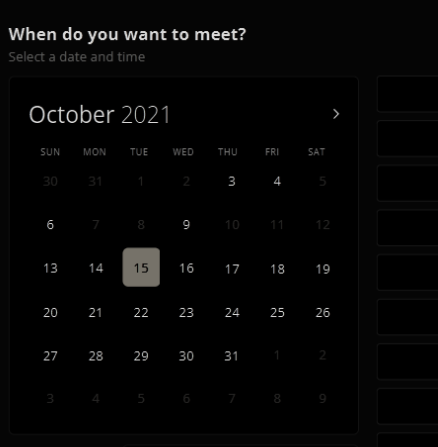 When do you want to meet?
Select a date and time
October 2021
SUN MON TUE WED THU FRI SAT
30 31 1 2 3 4 5
6 7 8 9 10 11 12
13 14 15 16 17 18 19
20 21 22 23 24 25 26
27 28 29 30 31 1 2
3 4 5 6 7 8 9